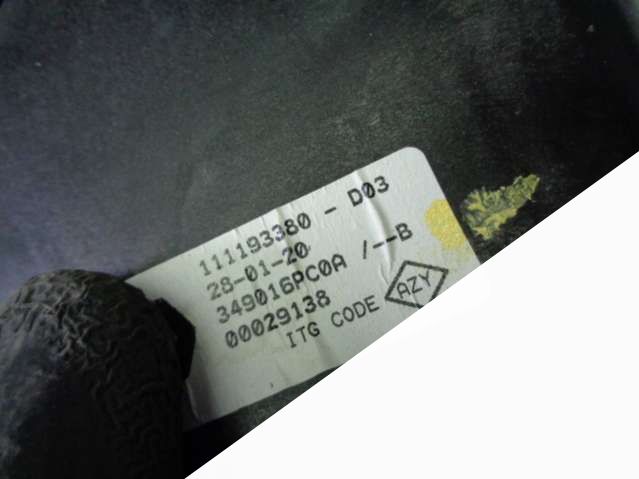 111193380 - D03
28-01-20
349016PC0A /--B
00029138
ITG CODE AZY